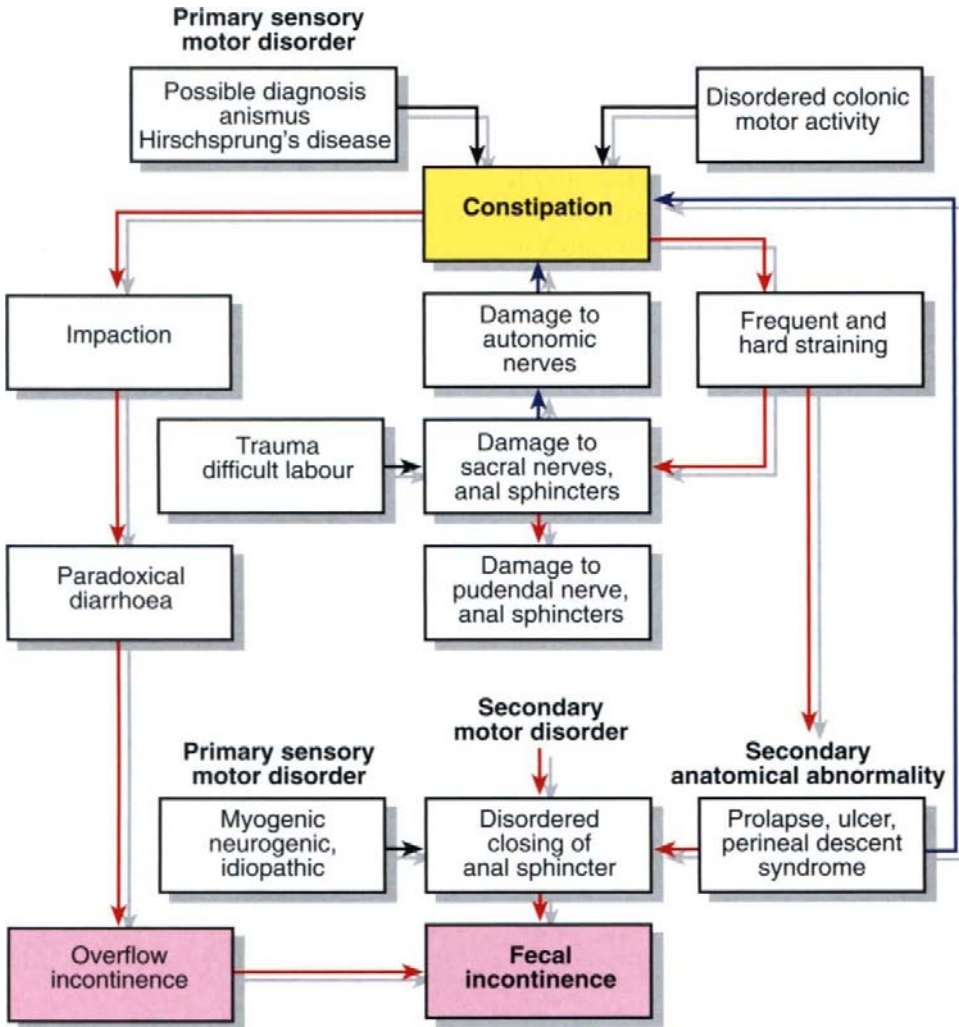 Primary sensory
motor disorder
Possible diagnosis
anismus
Hirschsprung's disease
Disordered colonic
motor activity
Constipation
Impaction
Damage to
autonomic
nerves
Frequent and
hard straining
Trauma
difficult labour
Damage to
sacral nerves,
anal sphincters
Paradoxical
diarrhoea
Damage to
pudendal nerve,
anal sphincters
Secondary
motor disorder
Primary sensory
motor disorder
Secondary
anatomical abnormality
Myogenic
neurogenic,
idiopathic
Disordered
closing of
anal sphincter
Prolapse, ulcer,
perineal descent
syndrome
Overflow
incontinence
Fecal
incontinence